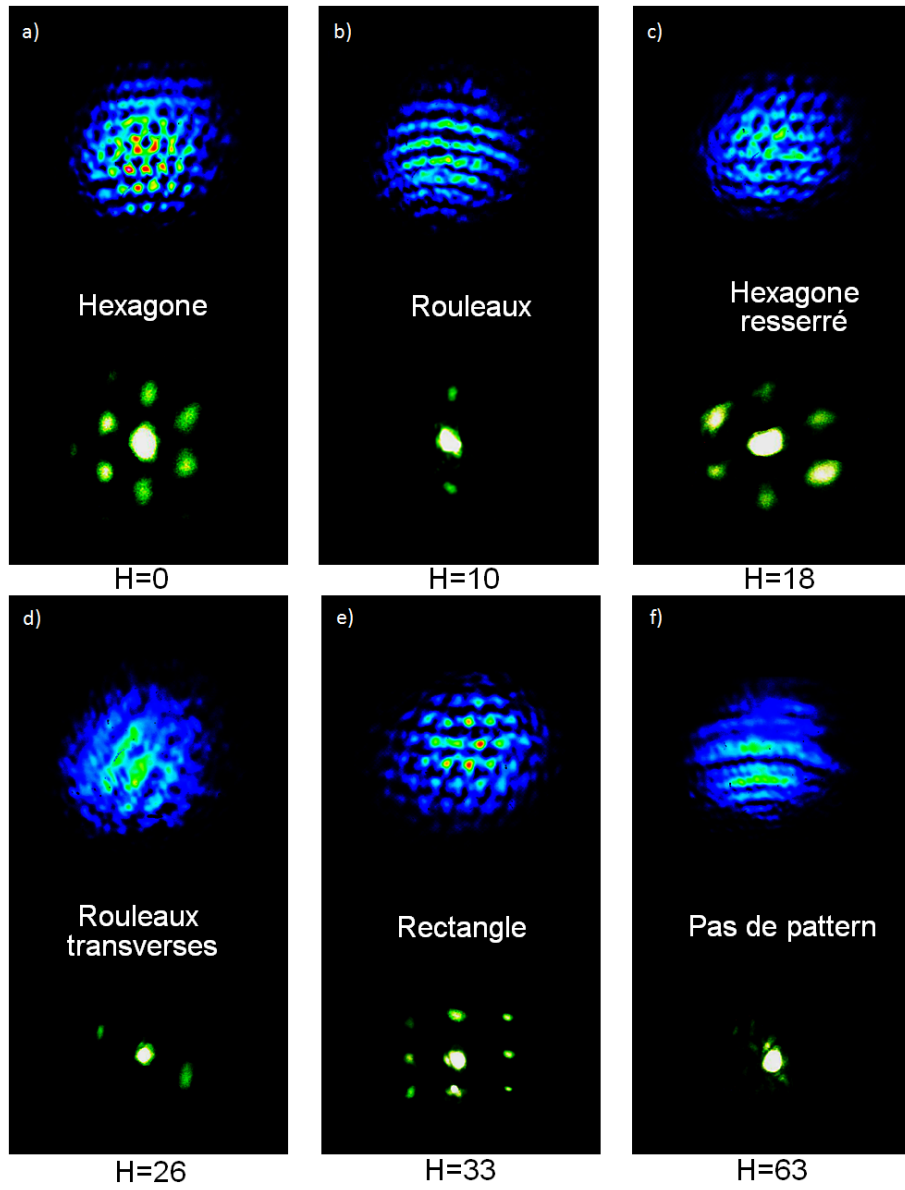 a)
Hexagone
H=0
b)
Rouleaux
H=10
c)
Hexagone
resserré
H=18
d)
Rouleaux
transverses
H=26
e)
Rectangle
H=33
f)
Pas de pattern
H=63